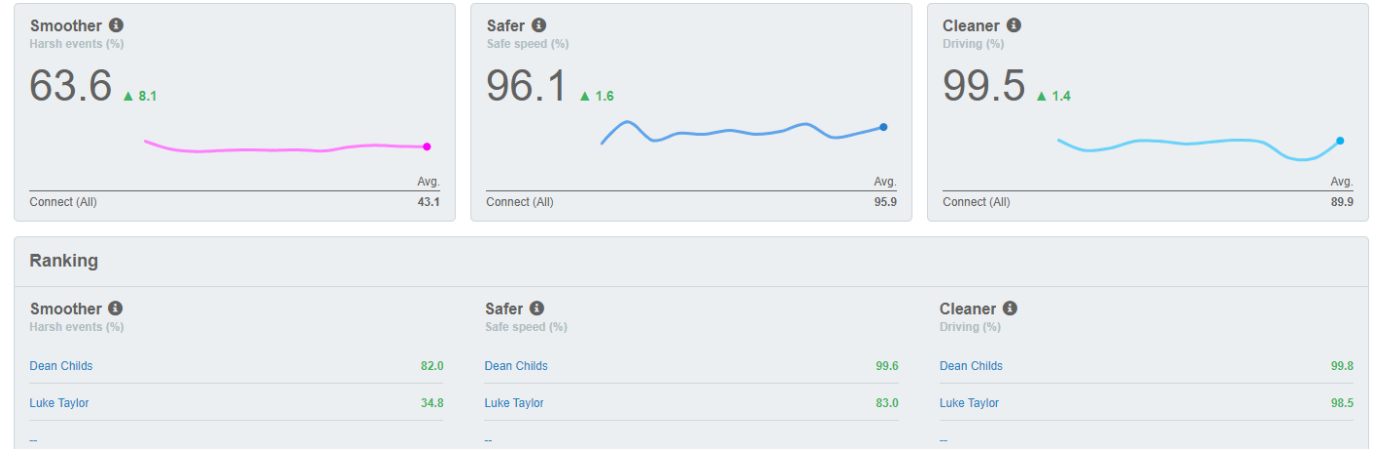 Smoother
Harsh events (%)
63.6 ▲ 8.1
Avg.
Connect (All) 43.1
Safer
Safe speed (%)
96.1 ▲ 1.6
Avg.
Connect (All) 95.9
Cleaner
Driving (%)
99.5 ▲ 1.4
Avg.
Connect (All) 89.9
Ranking
Smoother
Harsh events (%)
Dean Childs 82.0
Luke Taylor 34.8
--
Safer
Safe speed (%)
Dean Childs 99.6
Luke Taylor 83.0
--
Cleaner
Driving (%)
Dean Childs 99.8
Luke Taylor 98.5
--